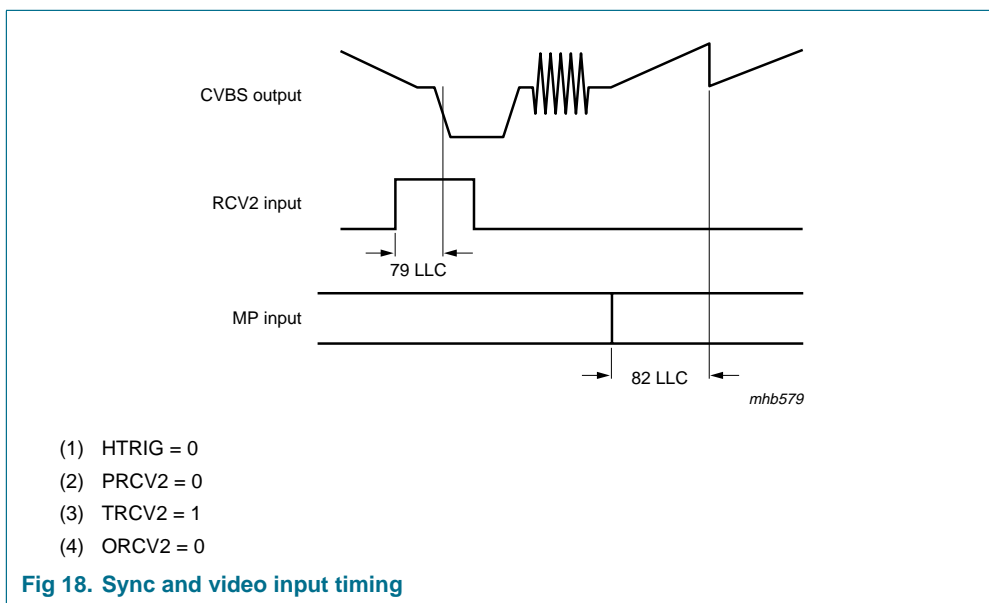 CVBS output
RCV2 input
79 LLC
MP input
82 LLC
mhb579
(1) HTRIG = 0
(2) PRCV2 = 0
(3) TRCV2 = 1
(4) ORCV2 = 0
Fig 18. Sync and video input timing